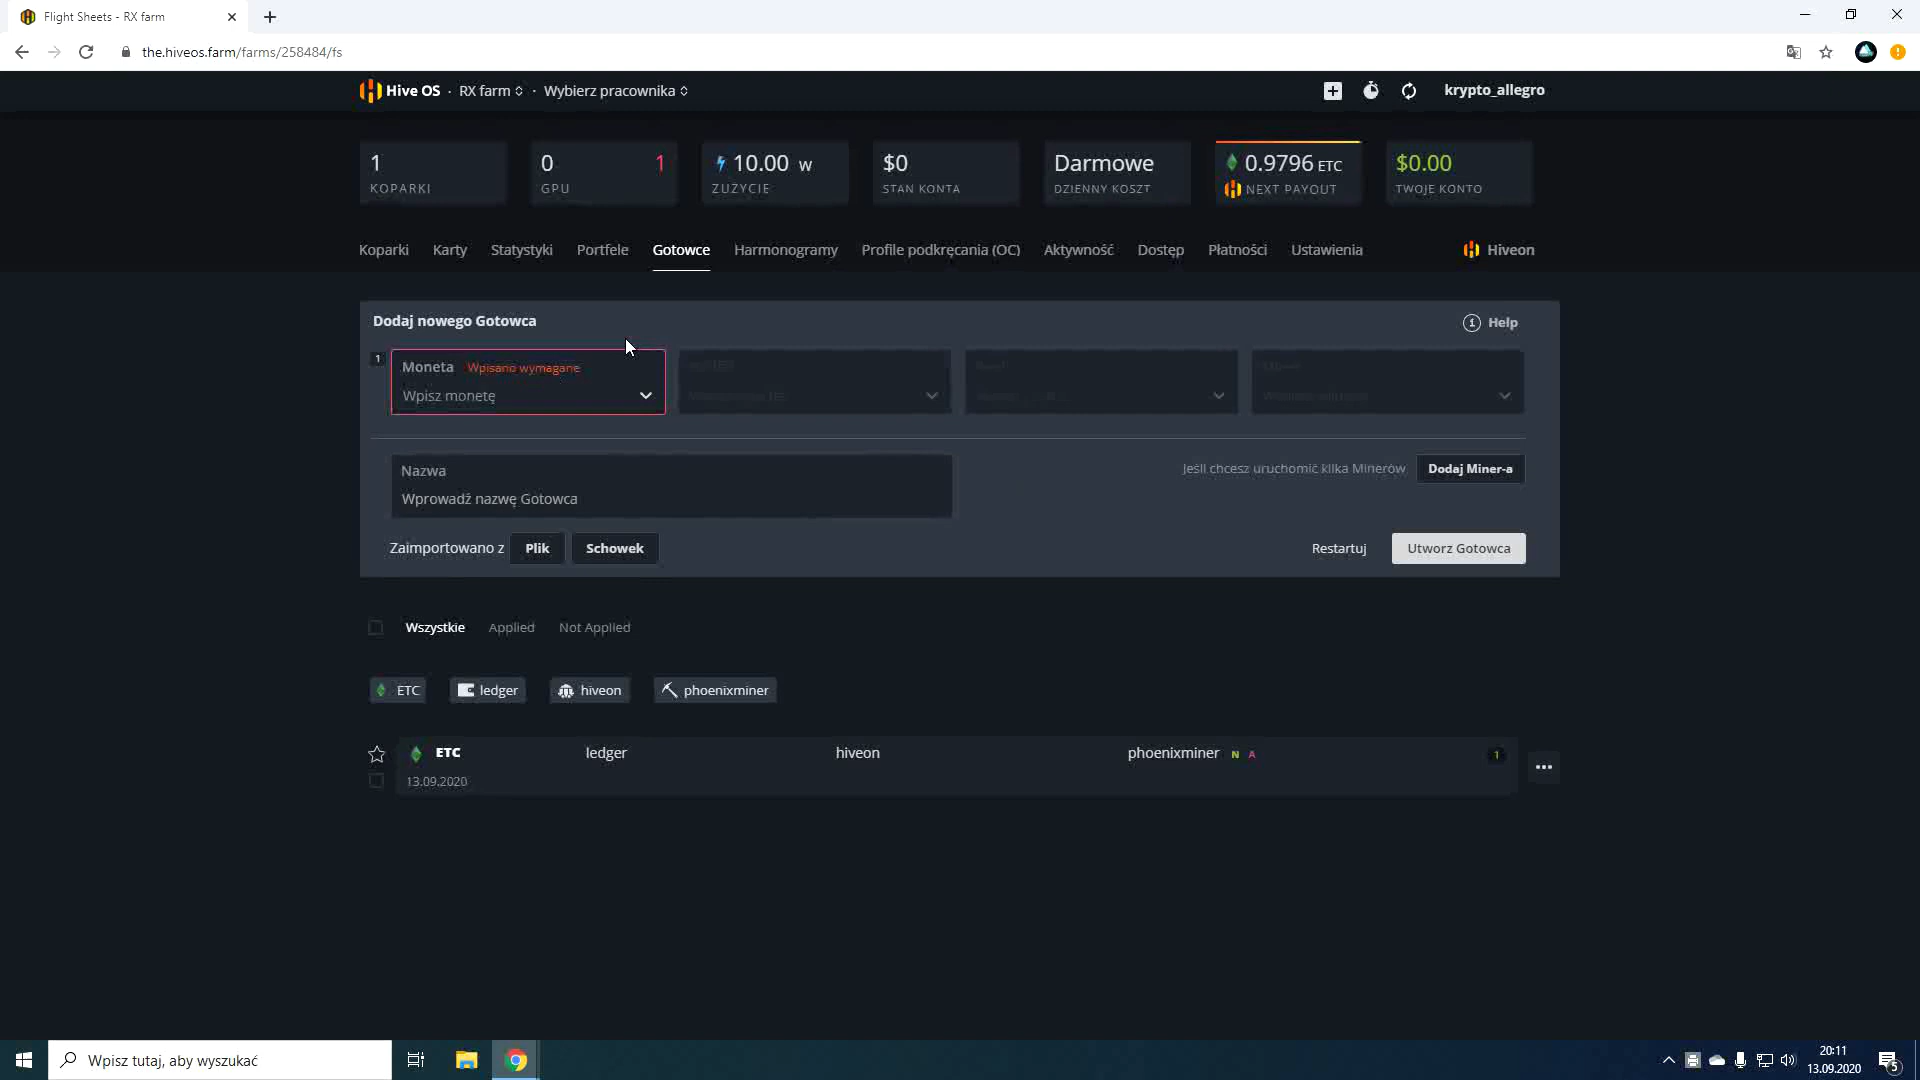 Flight Sheets - RX farm
the.hiveos.farm/farms/258484/fs
Hive OS · RX farm · Wybierz pracownika
krypto_allegro
1
KOPARKI
0 1
GPU
10.00 W
ZUŻYCIE
$0
STAN KONTA
Darmowe
DZIENNY KOSZT
0.9796 ETC
NEXT PAYOUT
$0.00
TWOJE KONTO
Koparki Karty Statystyki Portfele Gotowce Harmonogramy Profile podkręcania (OC) Aktywność Dostęp Płatności Ustawienia Hiveon
Dodaj nowego Gotowca
Help
1
Moneta Wpisano wymagane
Wpisz monetę
Nazwa
Wprowadź nazwę Gotowca
Jeśli chcesz uruchomić kilka Minerów Dodaj Miner-a
Zaimportowano z Plik Schowek
Restartuj Utworz Gotowca
Wszystkie Applied Not Applied
ETC ledger hiveon phoenixminer
ETC ledger hiveon phoenixminer N A 1
13.09.2020
Wpisz tutaj, aby wyszukać
20:11
13.09.2020
5